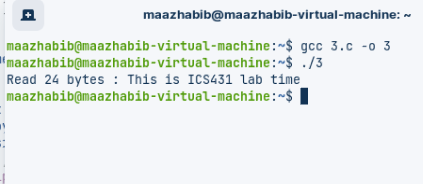 maazhabib@maazhabib-virtual-machine: ~
maazhabib@maazhabib-virtual-machine:~$ gcc 3.c -o 3
maazhabib@maazhabib-virtual-machine:~$ ./3
Read 24 bytes : This is ICS431 lab time
maazhabib@maazhabib-virtual-machine:~$